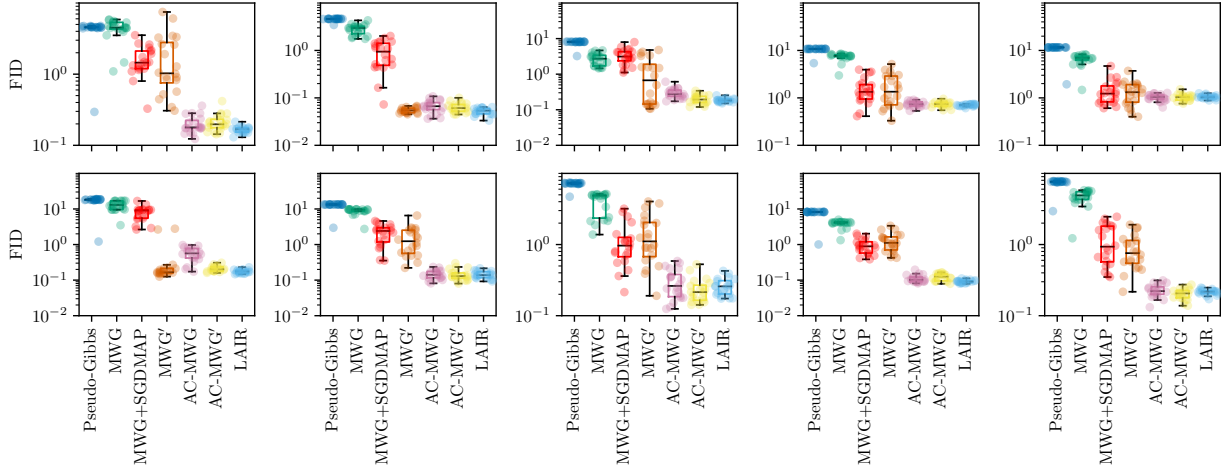 FID
10^0
10^{-1}
10^0
10^{-1}
10^{-2}
10^1
10^0
10^{-1}
10^{-2}
10^1
10^0
10^{-1}
10^1
10^0
10^{-1}
FID
10^1
10^0
10^{-1}
10^{-2}
10^1
10^0
10^{-1}
10^{-2}
10^0
10^{-1}
10^1
10^0
10^{-1}
10^{-2}
10^0
10^{-1}
Pseudo-Gibbs
MWG
MWG+SGDMAP
MWG′
AC-MWG
AC-MWG′
LAIR
Pseudo-Gibbs
MWG
MWG+SGDMAP
MWG′
AC-MWG
AC-MWG′
LAIR
Pseudo-Gibbs
MWG
MWG+SGDMAP
MWG′
AC-MWG
AC-MWG′
LAIR
Pseudo-Gibbs
MWG
MWG+SGDMAP
MWG′
AC-MWG
AC-MWG′
LAIR
Pseudo-Gibbs
MWG
MWG+SGDMAP
MWG′
AC-MWG
AC-MWG′
LAIR